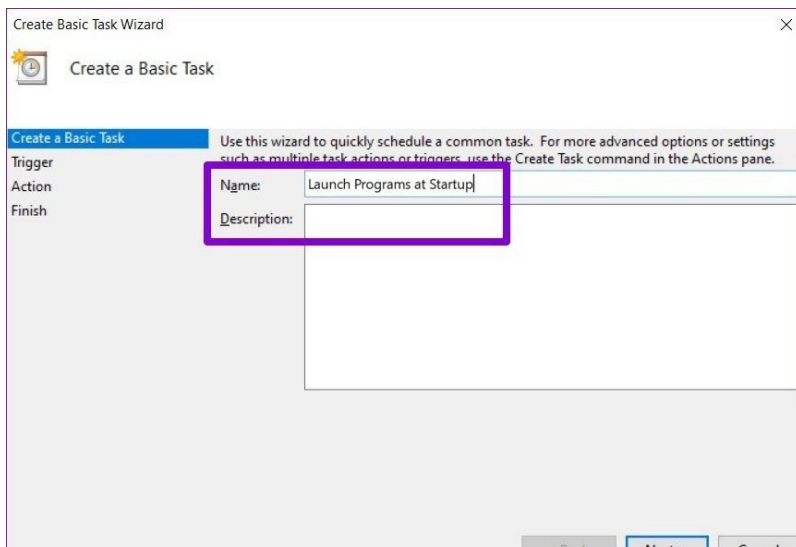 Create Basic Task Wizard
Create a Basic Task
Create a Basic Task
Trigger
Action
Finish
Use this wizard to quickly schedule a common task. For more advanced options or settings
such as multiple task actions or triggers, use the Create Task command in the Actions pane.
Name:
Launch Programs at Startup
Description: